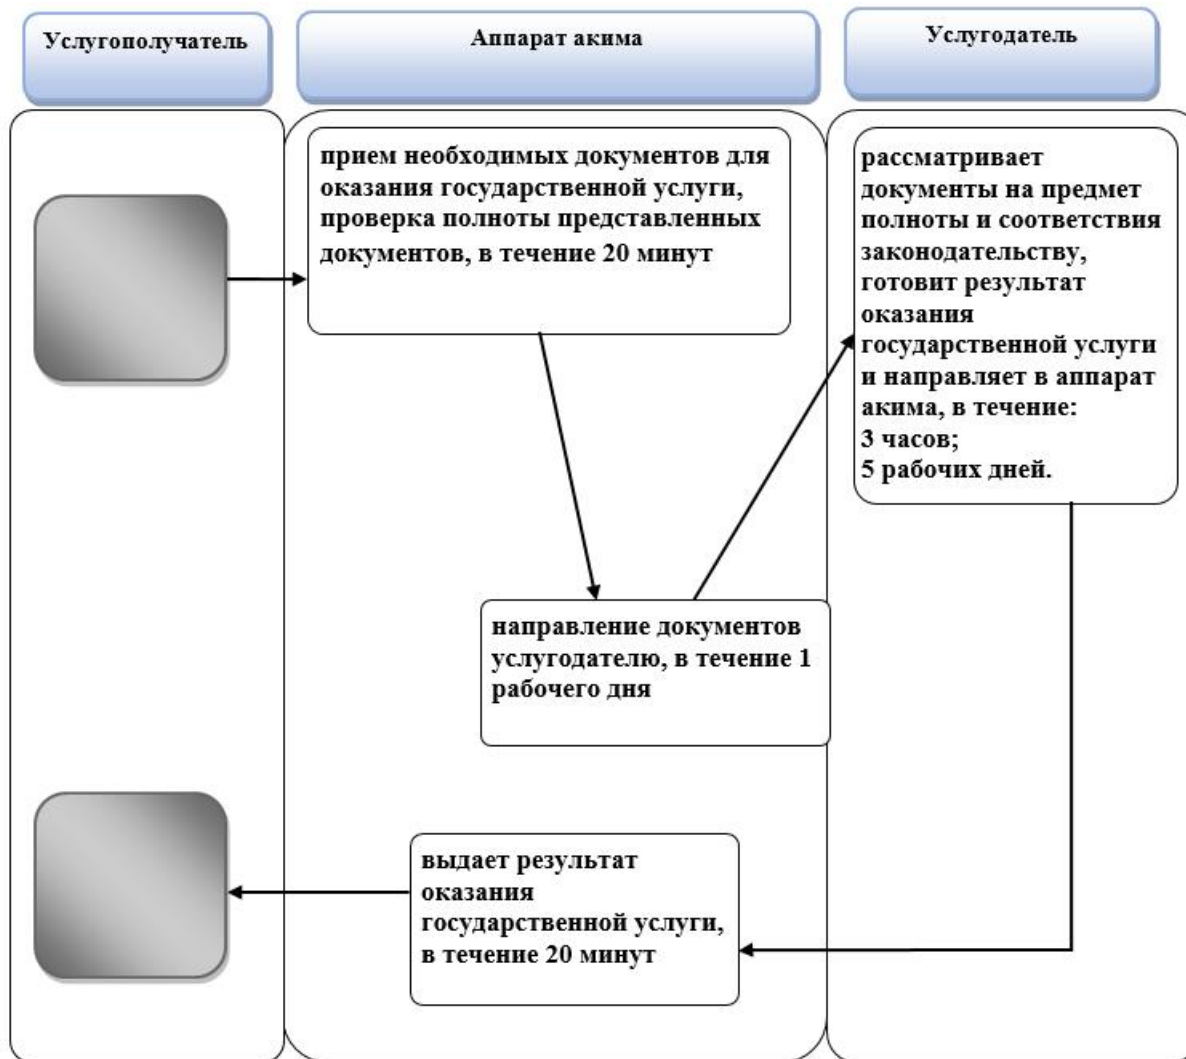 Услугополучатель
Аппарат акима
Услугодатель
прием необходимых документов для
оказания государственной услуги,
проверка полноты представленных
документов, в течение 20 минут
направление документов
услугодателю, в течение 1
рабочего дня
рассматривает
документы на предмет
полноты и соответствия
законодательству,
готовит результат
оказания
государственной услуги
и направляет в аппарат
акима, в течение:
3 часов;
5 рабочих дней.
выдает результат
оказания
государственной услуги,
в течение 20 минут